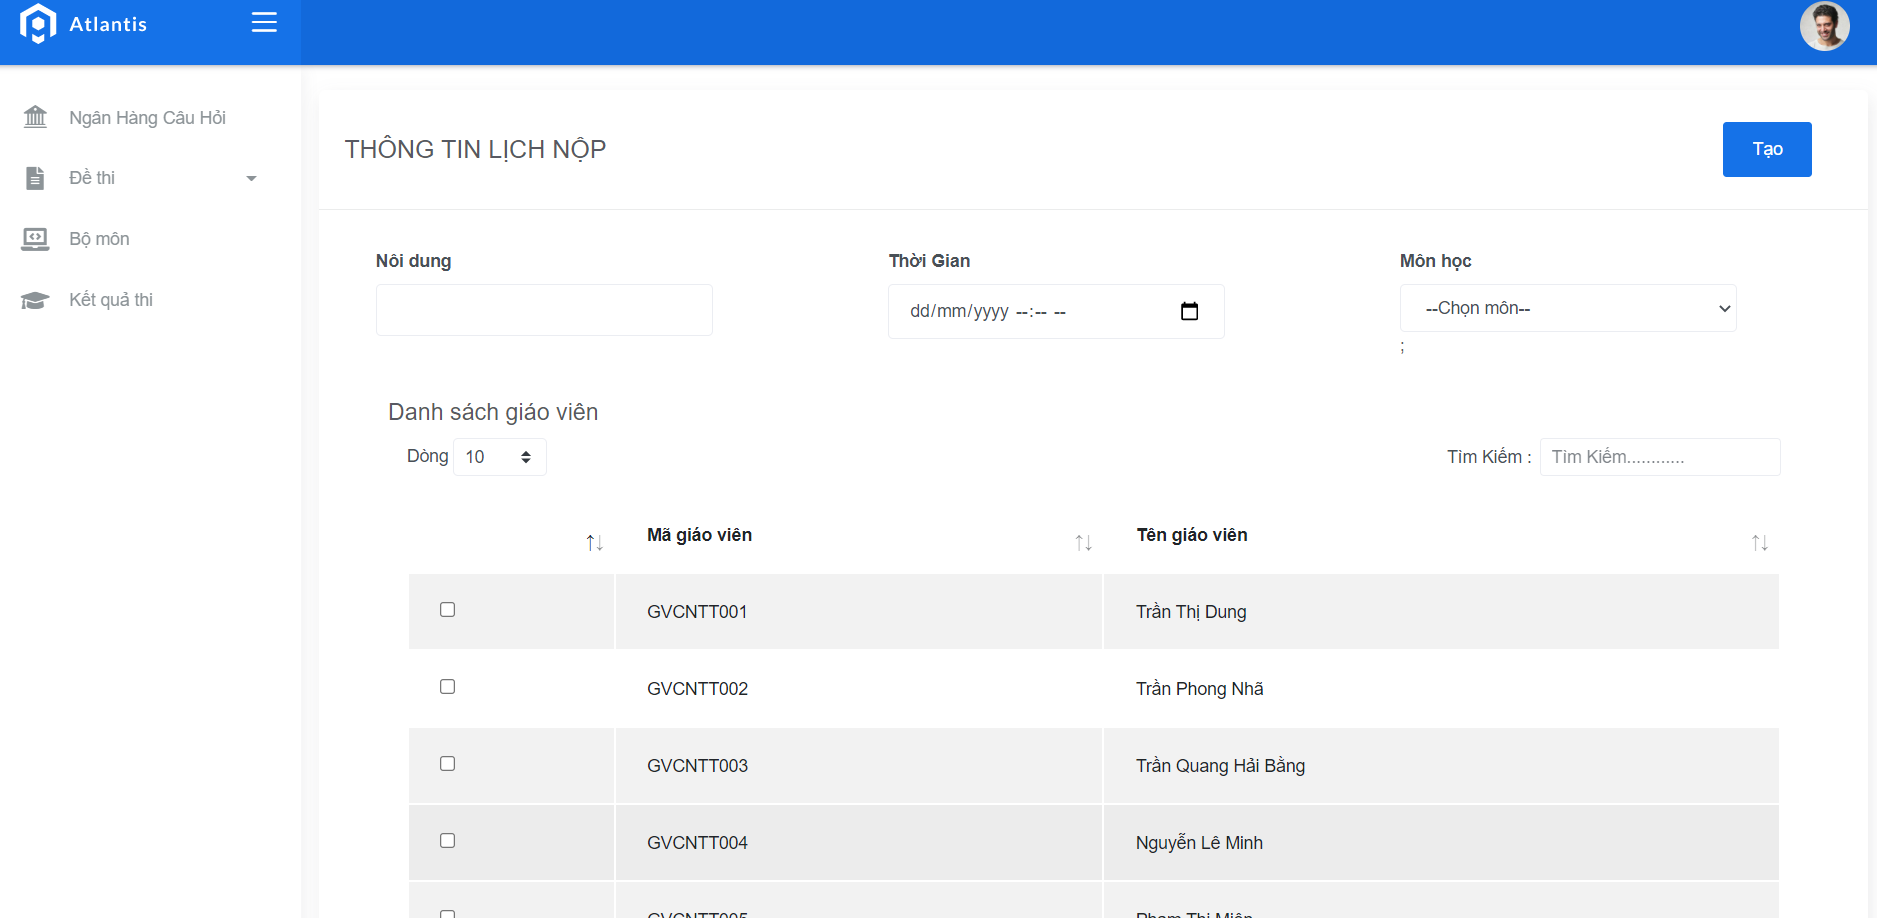 Atlantis
Ngân Hàng Câu Hỏi
Đề thi
Bộ môn
Kết quả thi
THÔNG TIN LỊCH NỘP
Tạo
Nôi dung
Thời Gian
Môn học
dd/mm/yyyy --:-- --
--Chọn môn--
;
Danh sách giáo viên
Dòng 10
Tìm Kiếm : Tìm Kiếm............
Mã giáo viên Tên giáo viên
GVCNTT001 Trần Thị Dung
GVCNTT002 Trần Phong Nhã
GVCNTT003 Trần Quang Hải Bằng
GVCNTT004 Nguyễn Lê Minh
GVCNTT005